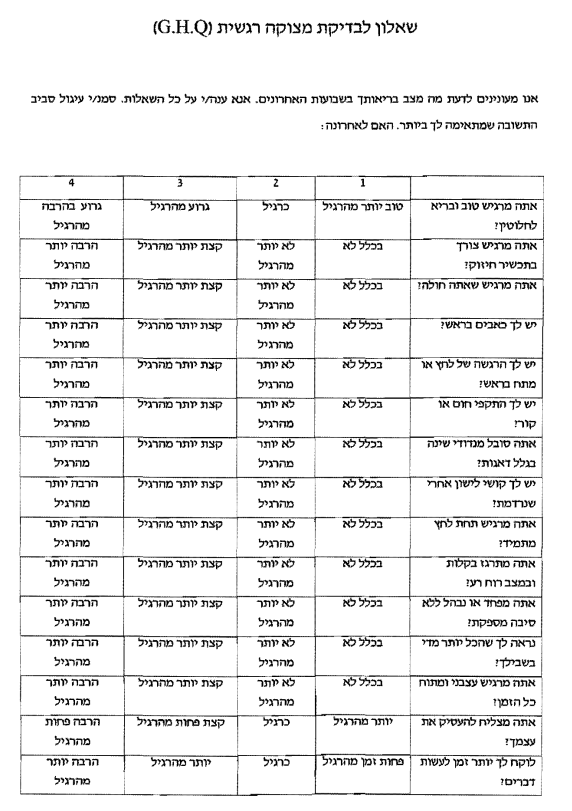 שאלון לבדיקת מצוקה רגשית (G.H.Q)
אנו מעונינים לדעת מה מצב בריאותך בשבועות האחרונים. אנא ענה/י על כל השאלות. סמנ/י עיגול סביב
התשובה שמתאימה לך ביותר. האם לאחרונה:
1 2 3 4
אתה מרגיש טוב ובריא טוב יותר מהרגיל כרגיל גרוע מהרגיל גרוע בהרבה
לחלוטין? מהרגיל
אתה מרגיש צורך בכלל לא לא יותר קצת יותר מהרגיל הרבה יותר
בתכשיר חיזוק? מהרגיל מהרגיל
אתה מרגיש שאתה חולה? בכלל לא לא יותר קצת יותר מהרגיל הרבה יותר
מהרגיל מהרגיל
יש לך כאבים בראש? בכלל לא לא יותר קצת יותר מהרגיל הרבה יותר
מהרגיל מהרגיל
יש לך הרגשה של לחץ או בכלל לא לא יותר קצת יותר מהרגיל הרבה יותר
מתח בראש? מהרגיל מהרגיל
יש לך התקפי חום או בכלל לא לא יותר קצת יותר מהרגיל הרבה יותר
קור? מהרגיל מהרגיל
אתה סובל מנדודי שינה בכלל לא לא יותר קצת יותר מהרגיל הרבה יותר
בגלל דאגות? מהרגיל מהרגיל
יש לך קושי לישון אחרי בכלל לא לא יותר קצת יותר מהרגיל הרבה יותר
שנרדמת? מהרגיל מהרגיל
אתה מרגיש תחת לחץ בכלל לא לא יותר קצת יותר מהרגיל הרבה יותר
מתמיד? מהרגיל מהרגיל
אתה מתרגז בקלות בכלל לא לא יותר קצת יותר מהרגיל הרבה יותר
ובמצב רוח רע? מהרגיל מהרגיל
אתה מפחד או נבהל ללא בכלל לא לא יותר קצת יותר מהרגיל הרבה יותר
סיבה מספקת? מהרגיל מהרגיל
נראה לך שהכל יותר מדי בכלל לא לא יותר קצת יותר מהרגיל הרבה יותר
בשבילך? מהרגיל מהרגיל
אתה מרגיש עצבני ומתוח בכלל לא לא יותר קצת יותר מהרגיל הרבה יותר
כל הזמן? מהרגיל מהרגיל
אתה מצליח להעסיק את יותר מהרגיל כרגיל קצת פחות מהרגיל הרבה פחות
עצמך? מהרגיל
לוקח לך יותר זמן לעשות פחות זמן מהרגיל כרגיל יותר מהרגיל הרבה יותר
דברים? מהרגיל